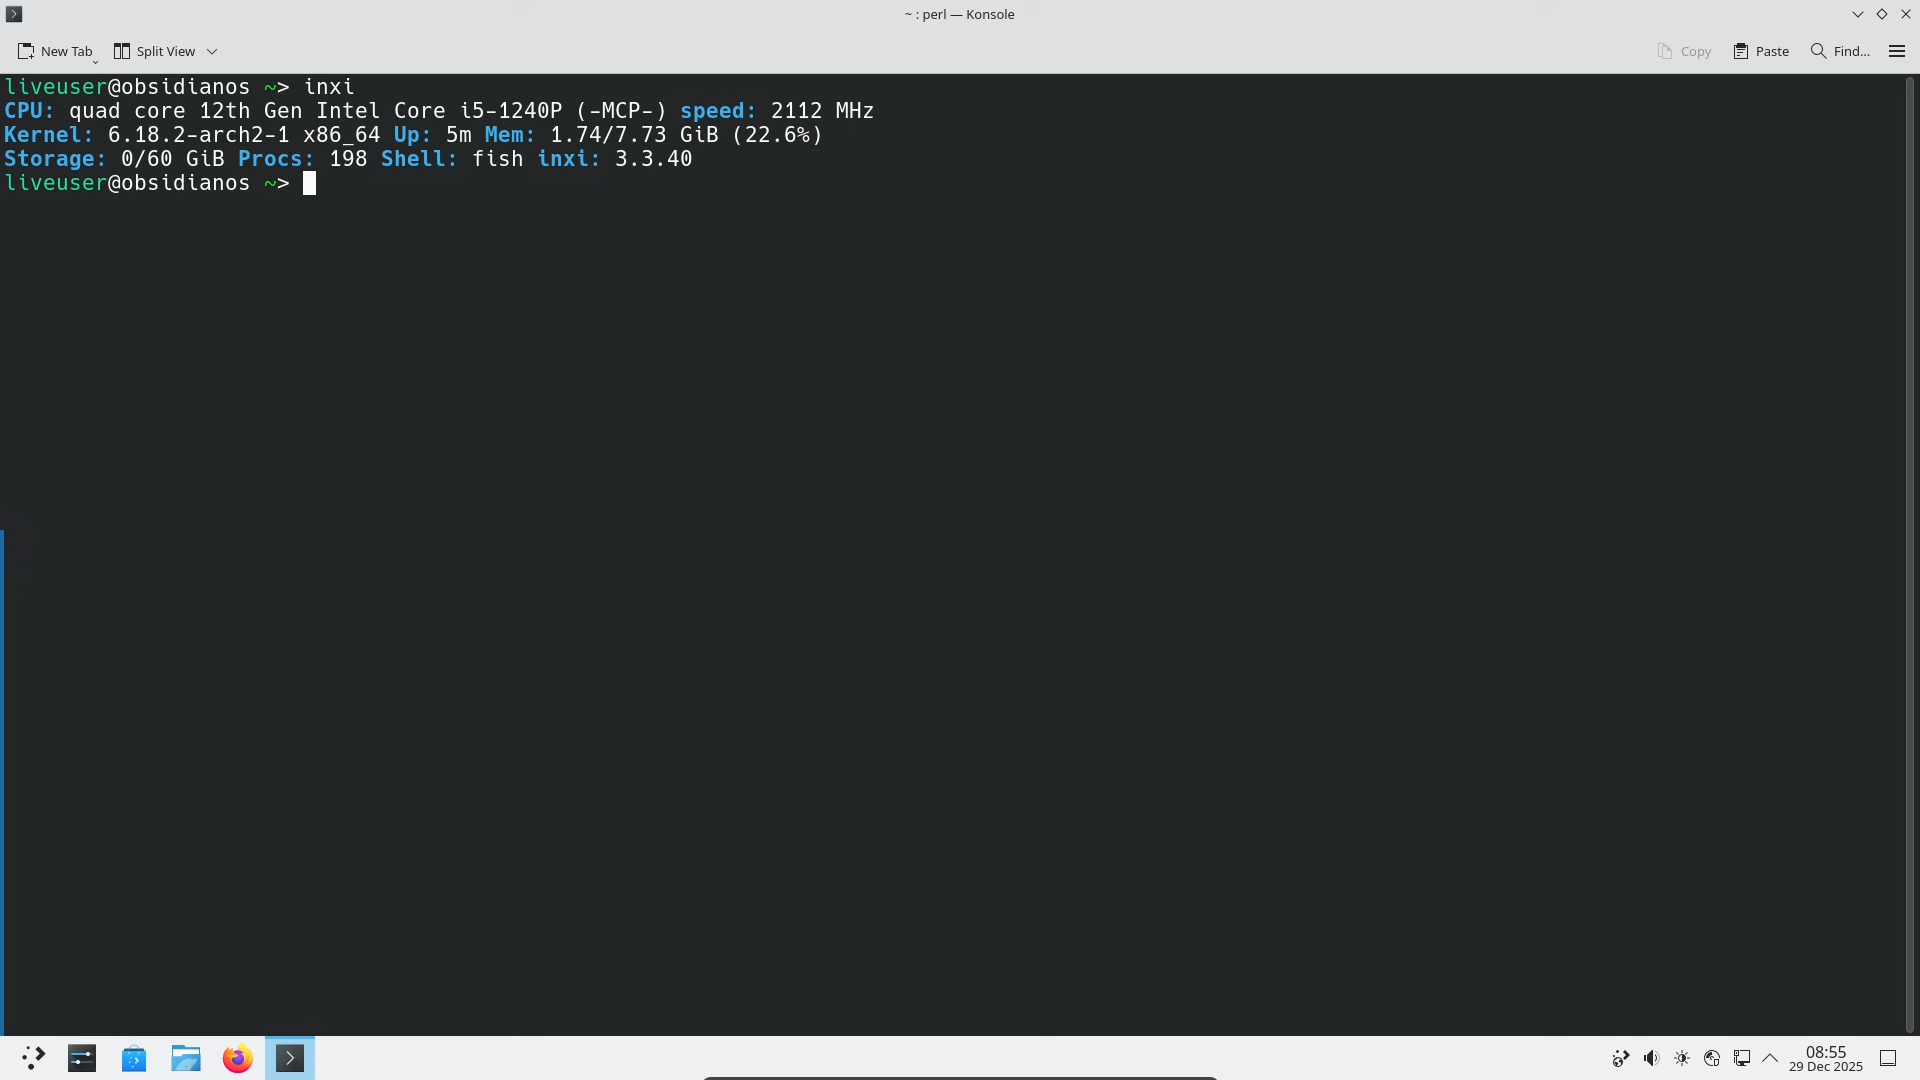 ~ : perl — Konsole
New Tab Split View Copy Paste Find...
liveuser@obsidianos ~> inxi
CPU: quad core 12th Gen Intel Core i5-1240P (-MCP-) speed: 2112 MHz
Kernel: 6.18.2-arch2-1 x86_64 Up: 5m Mem: 1.74/7.73 GiB (22.6%)
Storage: 0/60 GiB Procs: 198 Shell: fish inxi: 3.3.40
liveuser@obsidianos ~>
08:55
29 Dec 2025